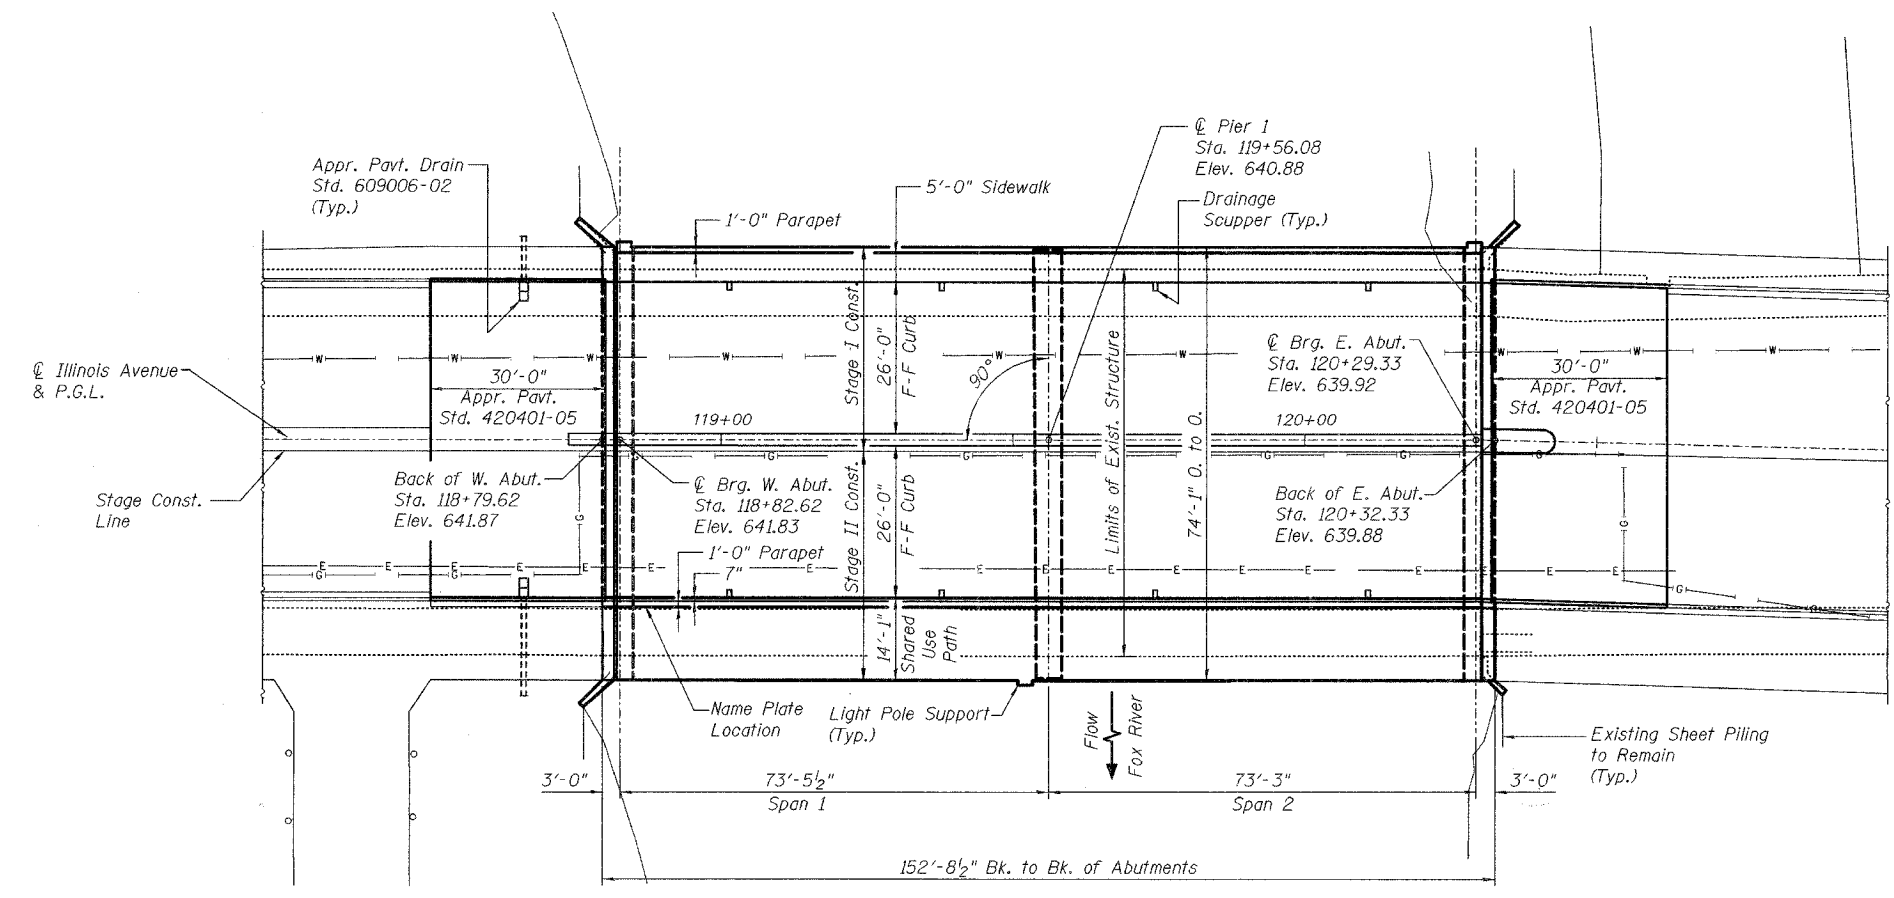 Appr. Pavt. Drain
Std. 609006-02
(Typ.)
1'-0" Parapet
5'-0" Sidewalk
℄ Pier 1
Sta. 119+56.08
Elev. 640.88
Drainage
Scupper (Typ.)
℄ Illinois Avenue
& P.G.L.
Stage Const.
Line
30'-0"
Appr. Pavt.
Std. 420401-05
Back of W. Abut.
Sta. 118+79.62
Elev. 641.87
119+00
℄ Brg. W. Abut.
Sta. 118+82.62
Elev. 641.83
1'-0" Parapet
7"
Stage I Const.
26'-0"
F-F Curb
Stage II Const.
26'-0"
F-F Curb
14'-1"
Shared
Use
Path
90°
Limits of Exist. Structure
74'-1" O. to O.
℄ Brg. E. Abut.
Sta. 120+29.33
Elev. 639.92
120+00
Back of E. Abut.
Sta. 120+32.33
Elev. 639.88
30'-0"
Appr. Pavt.
Std. 420401-05
W W W W W W W W W
G G G G G G G G G G G G
E E E E E E E E E E E E E E E E
Name Plate
Location
Light Pole Support
(Typ.)
Flow
Fox River
Existing Sheet Piling
to Remain
(Typ.)
3'-0"
73'-5½"
Span 1
73'-3"
Span 2
3'-0"
152'-8½" Bk. to Bk. of Abutments